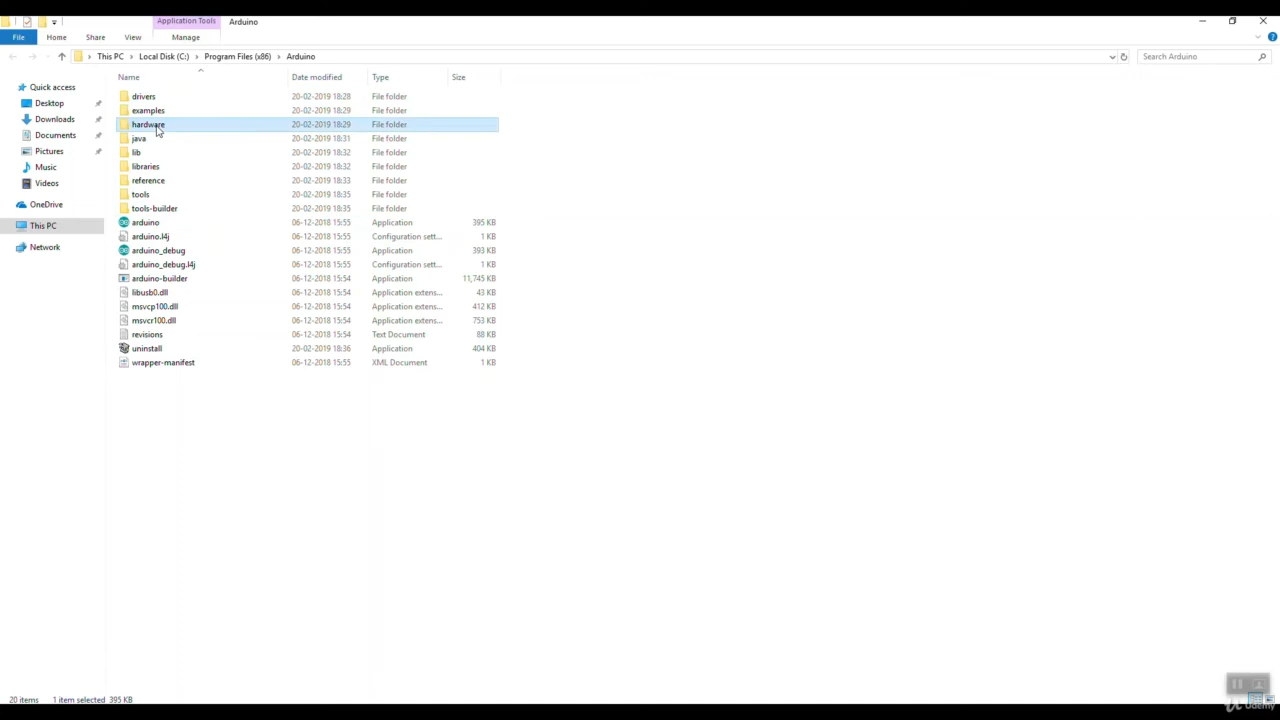 Application Tools Arduino
File Home Share View Manage
This PC Local Disk (C:) Program Files (x86) Arduino Search Arduino
Name Date modified Type Size
Quick access
Desktop
Downloads
Documents
Pictures
Music
Videos
OneDrive
This PC
Network
drivers 20-02-2019 18:28 File folder
examples 20-02-2019 18:29 File folder
hardware 20-02-2019 18:29 File folder
java 20-02-2019 18:31 File folder
lib 20-02-2019 18:32 File folder
libraries 20-02-2019 18:32 File folder
reference 20-02-2019 18:33 File folder
tools 20-02-2019 18:35 File folder
tools-builder 20-02-2019 18:35 File folder
arduino 06-12-2018 15:55 Application 395 KB
arduino.l4j 06-12-2018 15:55 Configuration sett... 1 KB
arduino_debug 06-12-2018 15:55 Application 393 KB
arduino_debug.l4j 06-12-2018 15:55 Configuration sett... 1 KB
arduino-builder 06-12-2018 15:54 Application 11,745 KB
libusb0.dll 06-12-2018 15:54 Application extens... 43 KB
msvcp100.dll 06-12-2018 15:54 Application extens... 412 KB
msvcr100.dll 06-12-2018 15:54 Application extens... 753 KB
revisions 06-12-2018 15:54 Text Document 88 KB
uninstall 20-02-2019 18:36 Application 404 KB
wrapper-manifest 06-12-2018 15:55 XML Document 1 KB
20 items 1 item selected 395 KB
Udemy